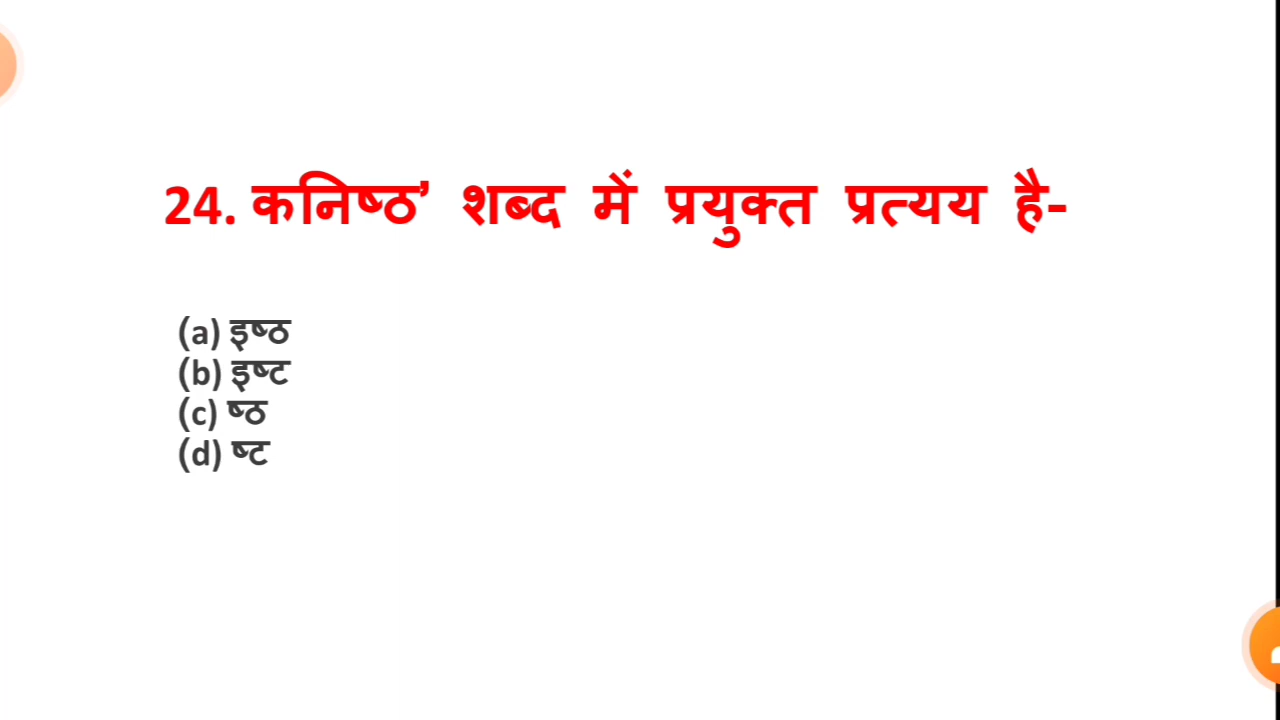 24. कनिष्ठ’ शब्द में प्रयुक्त प्रत्यय है-
(a) इष्ठ
(b) इष्ट
(c) ष्ठ
(d) ष्ट